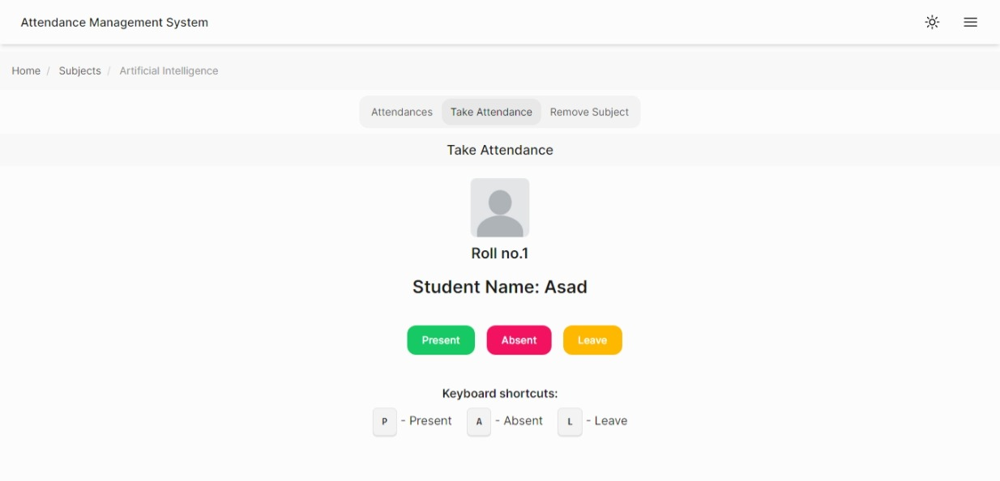 Attendance Management System
Home / Subjects / Artificial Intelligence
Attendances Take Attendance Remove Subject
Take Attendance
Roll no.1
Student Name: Asad
Present Absent Leave
Keyboard shortcuts:
P - Present A - Absent L - Leave